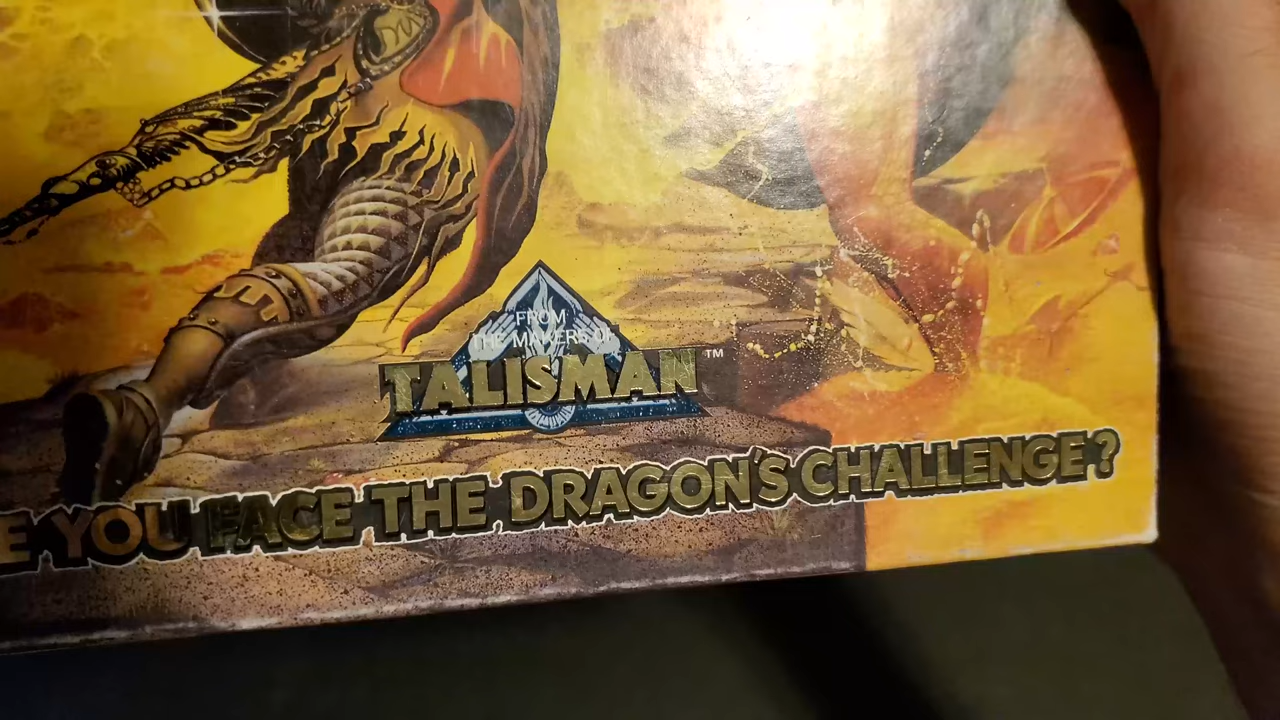 FROM
THE MAKERS OF
TALISMAN™
E YOU FACE THE DRAGON'S CHALLENGE?